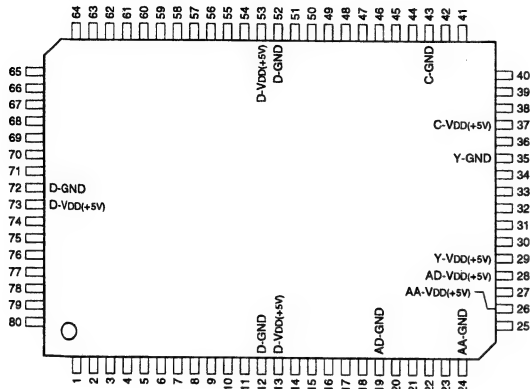 64 63 62 61 60 59 58 57 56 55 54 53 52 51 50 49 48 47 46 45 44 43 42 41
D-VDD(+5V)
D-GND
C-GND
65
66
67
68
69
70
71
72 D-GND
73 D-VDD(+5V)
74
75
76
77
78
79
80
40
39
38
C-VDD(+5V) 37
36
Y-GND 35
34
33
32
31
30
Y-VDD(+5V) 29
AD-VDD(+5V) 28
27
AA-VDD(+5V) 26
25
D-GND
D-VDD(+5V)
AD-GND
AA-GND
1 2 3 4 5 6 7 8 9 10 11 12 13 14 15 16 17 18 19 20 21 22 23 24